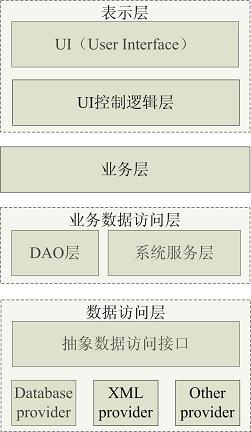 表示层
UI（User Interface）
UI控制逻辑层
业务层
业务数据访问层
DAO层
系统服务层
数据访问层
抽象数据访问接口
Database
provider
XML
provider
Other
provider